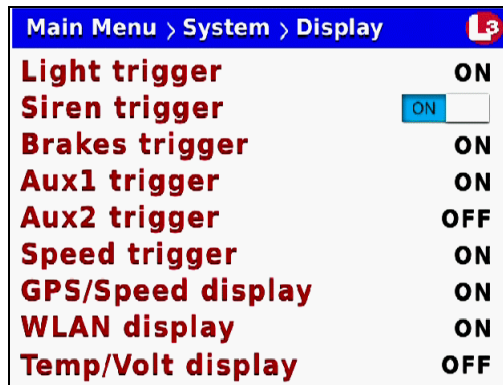 Main Menu > System > Display L3
Light trigger ON
Siren trigger ON
Brakes trigger ON
Aux1 trigger ON
Aux2 trigger OFF
Speed trigger ON
GPS/Speed display ON
WLAN display ON
Temp/Volt display OFF